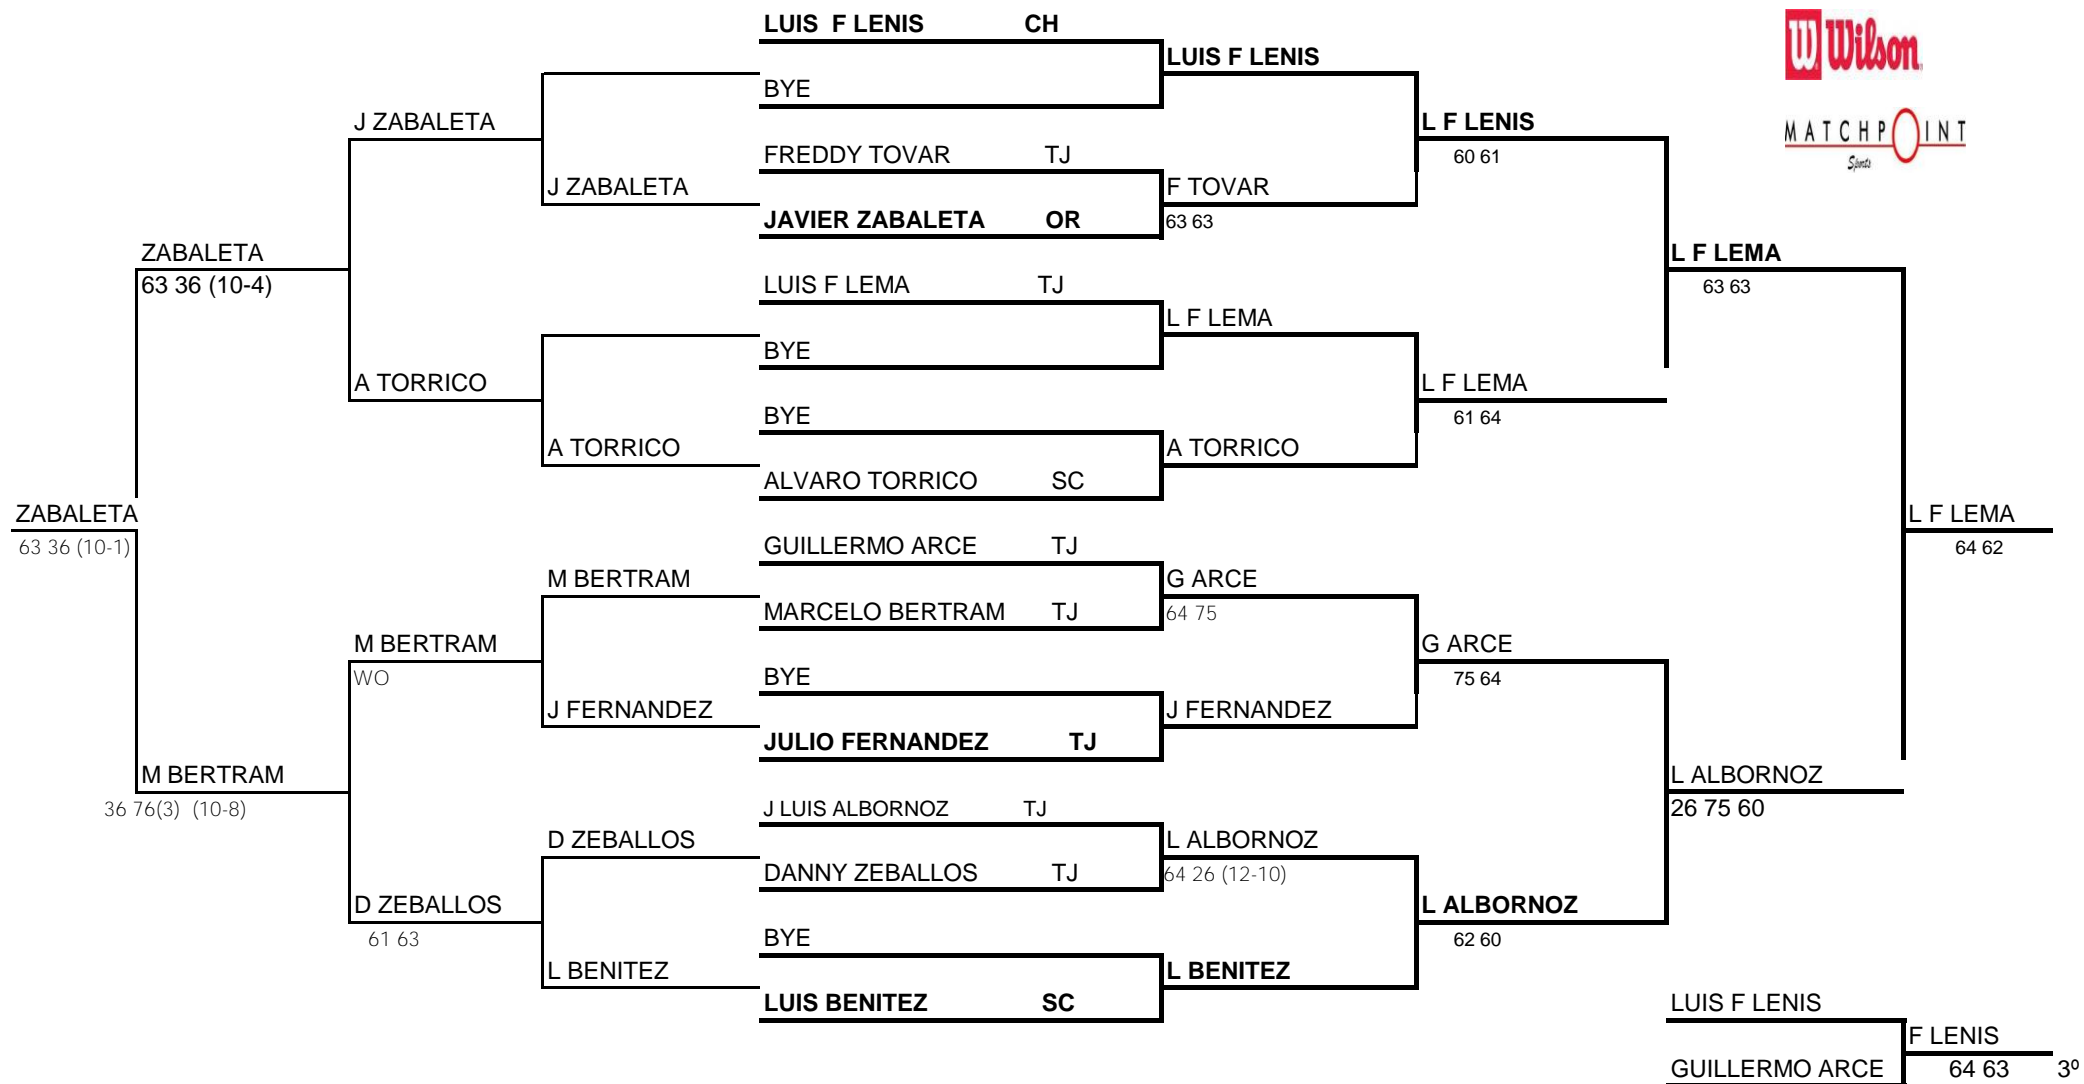 LUIS  F LENIS CH
Wilson
LUIS F LENIS
BYE
J ZABALETA
L F LENIS
MATCHPOINT
Sports
FREDDY TOVAR TJ
60 61
J ZABALETA
F TOVAR
JAVIER ZABALETA OR
63 63
ZABALETA
L F LEMA
63 36 (10-4)
LUIS F LEMA TJ
63 63
L F LEMA
BYE
A TORRICO
L F LEMA
BYE
61 64
A TORRICO
A TORRICO
ALVARO TORRICO SC
ZABALETA
L F LEMA
63 36 (10-1)
GUILLERMO ARCE TJ
64 62
M BERTRAM
G ARCE
MARCELO BERTRAM TJ
64 75
M BERTRAM
G ARCE
WO
BYE
75 64
J FERNANDEZ
J FERNANDEZ
JULIO FERNANDEZ TJ
M BERTRAM
L ALBORNOZ
36 76(3)  (10-8)
J LUIS ALBORNOZ TJ
26 75 60
D ZEBALLOS
L ALBORNOZ
DANNY ZEBALLOS TJ
64 26 (12-10)
D ZEBALLOS
L ALBORNOZ
61 63
BYE
62 60
L BENITEZ
L BENITEZ
LUIS BENITEZ SC
LUIS F LENIS
F LENIS
GUILLERMO ARCE
64 63 3º